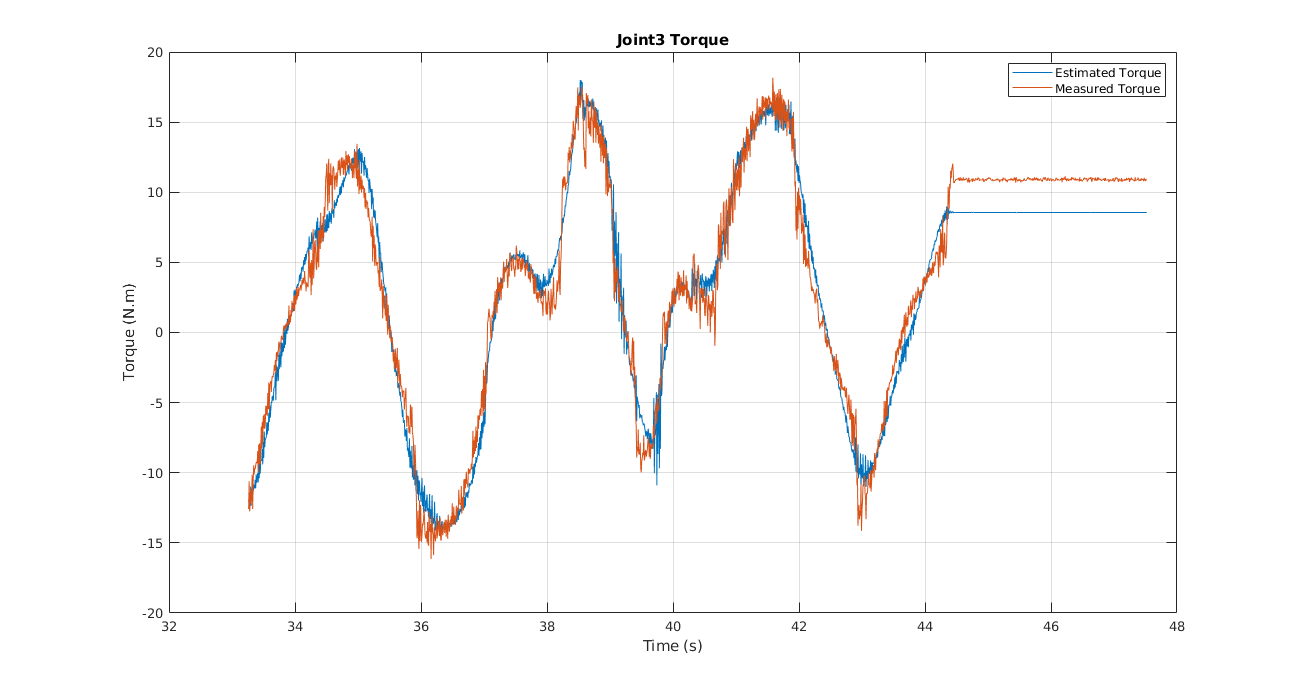 Joint3 Torque
20
15
10
5
0
-5
-10
-15
-20
Torque (N.m)
Estimated Torque
Measured Torque
32 34 36 38 40 42 44 46 48
Time (s)